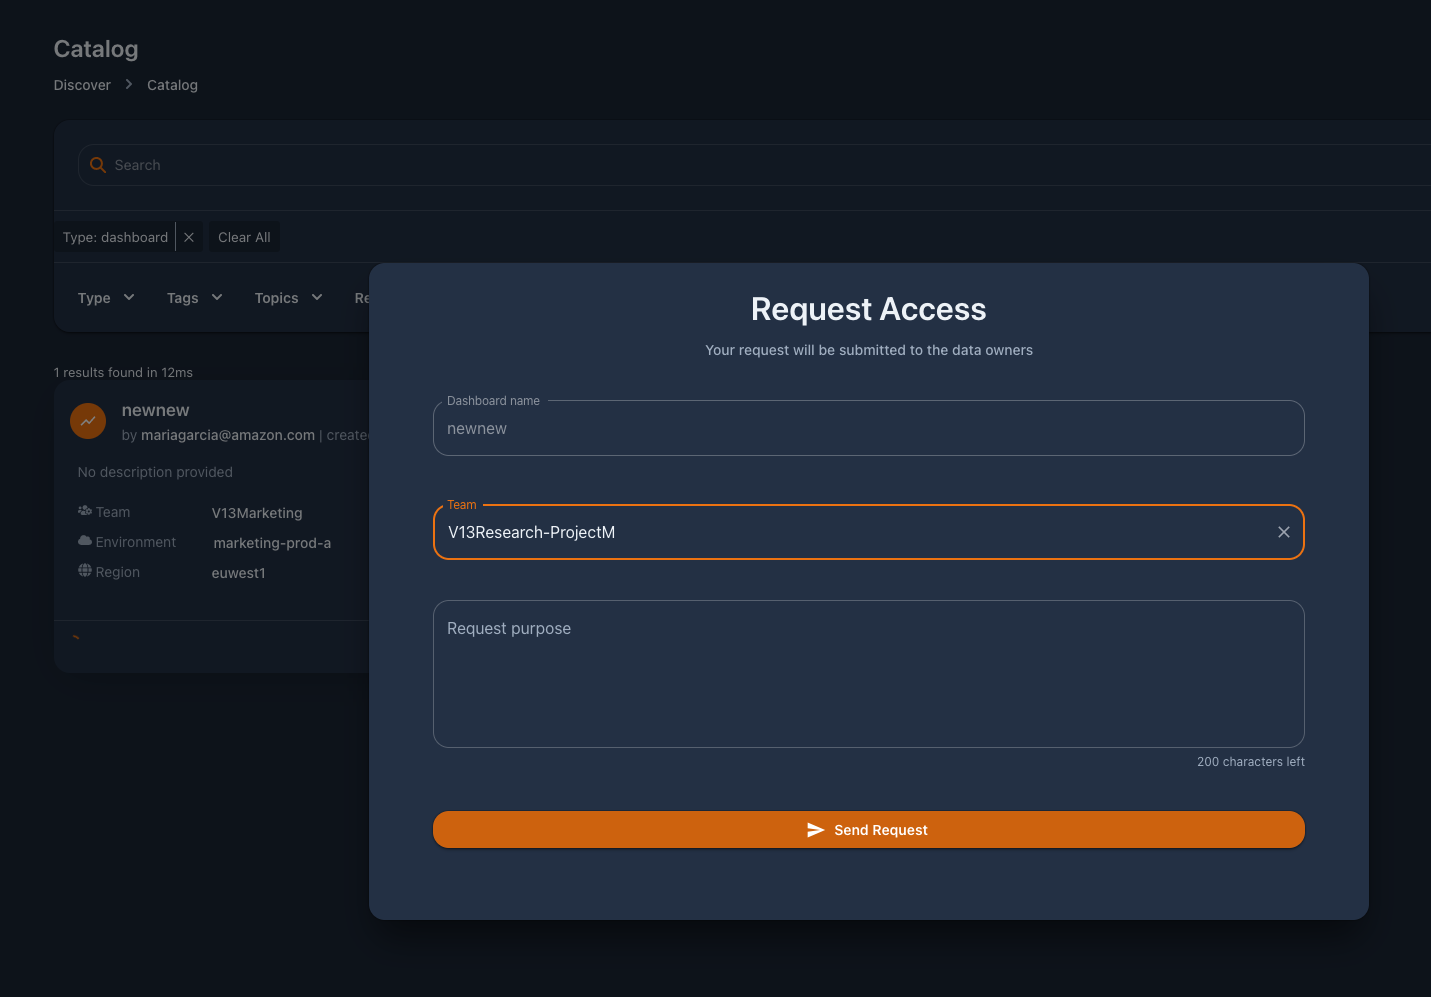 Catalog
Discover > Catalog
Search
Type: dashboard
Clear All
Type
Tags
Topics
1 results found in 12ms
newnew
by mariagarcia@amazon.com |
No description provided
Team V13Marketing
Environment marketing-prod-a
Region euwest1
Request Access
Your request will be submitted to the data owners
Dashboard name
newnew
Team
V13Research-ProjectM
Request purpose
200 characters left
Send Request